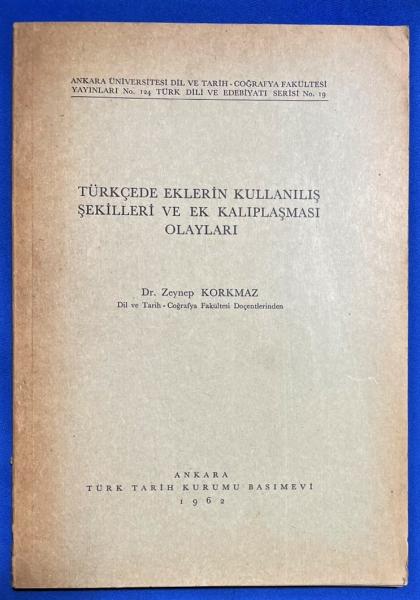 ANKARA ÜNİVERSİTESİ DİL VE TARİH - COĞRAFYA FAKÜLTESİ
YAYINLARI No. 124 TÜRK DİLİ VE EDEBİYATI SERİSİ No. 19
TÜRKÇEDE EKLERİN KULLANILIŞ
ŞEKİLLERİ VE EK KALIPLAŞMASI
OLAYLARI
Dr. Zeynep KORKMAZ
Dil ve Tarih - Coğrafya Fakültesi Doçentlerinden
ANKARA
TÜRK TARİH KURUMU BASIMEVİ
1962